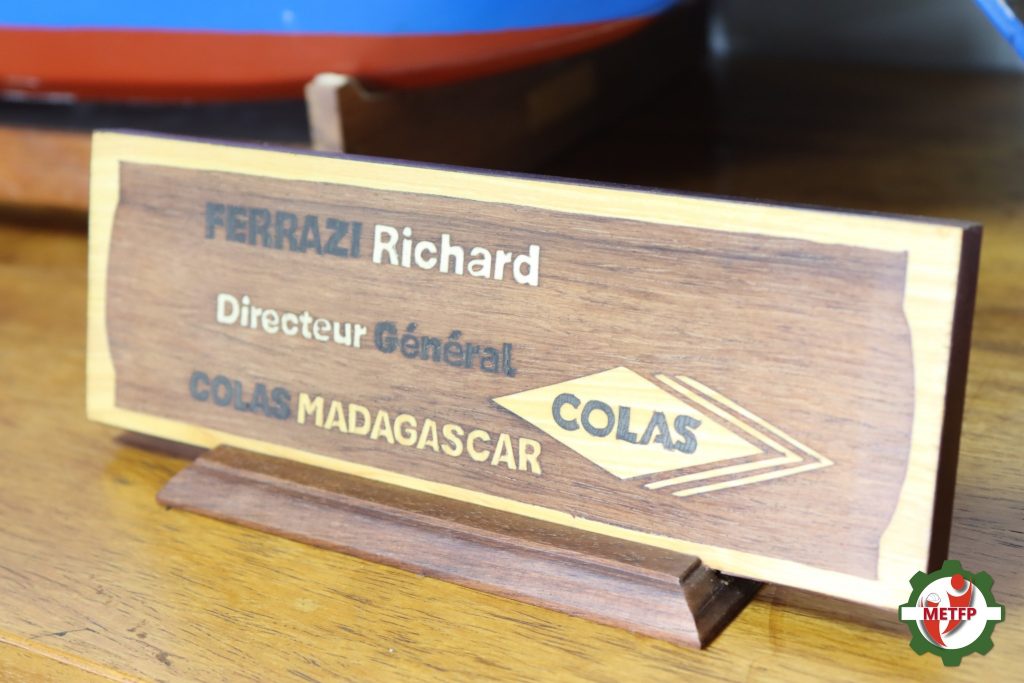 FERRAZI Richard
Directeur Général
COLAS MADAGASCAR
COLAS
METFP